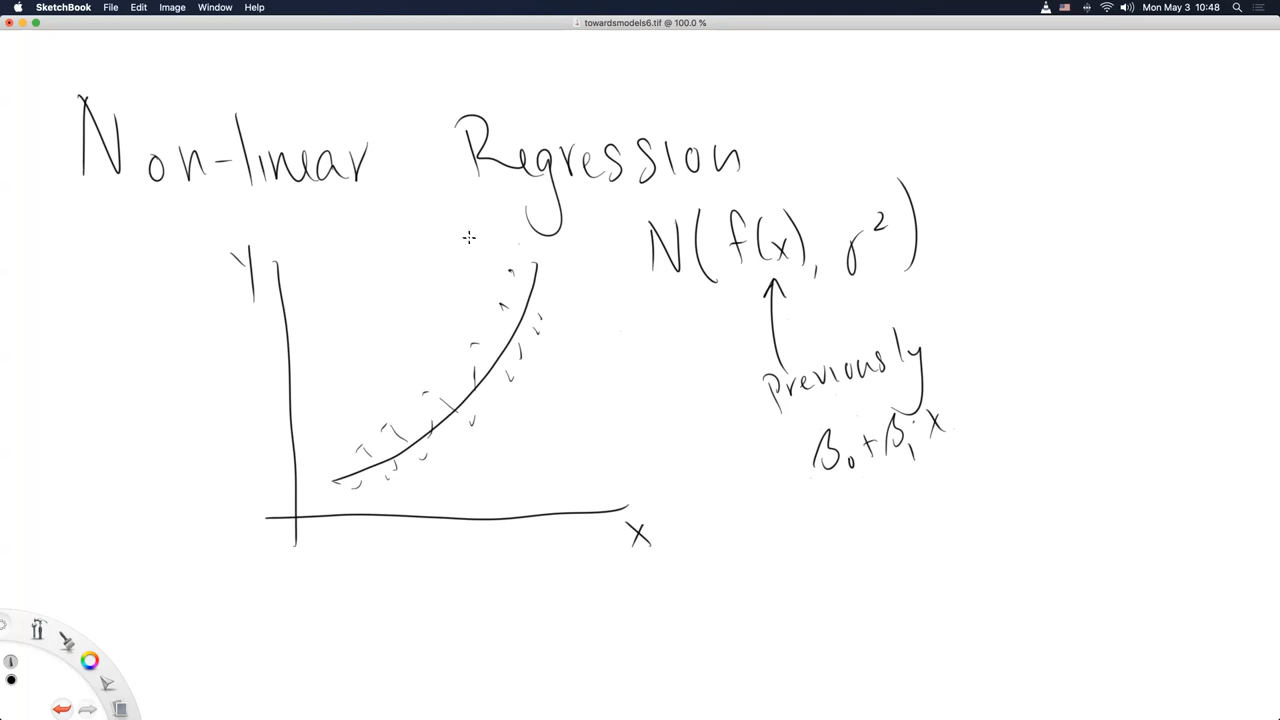 SketchBook File Edit Image Window Help Mon May 3 10:48
towardsmodels6.tif @ 100.0 %
Non-linear Regression
N(f(x), σ²)
Y
Previously
β₀ + β₁ · x
X